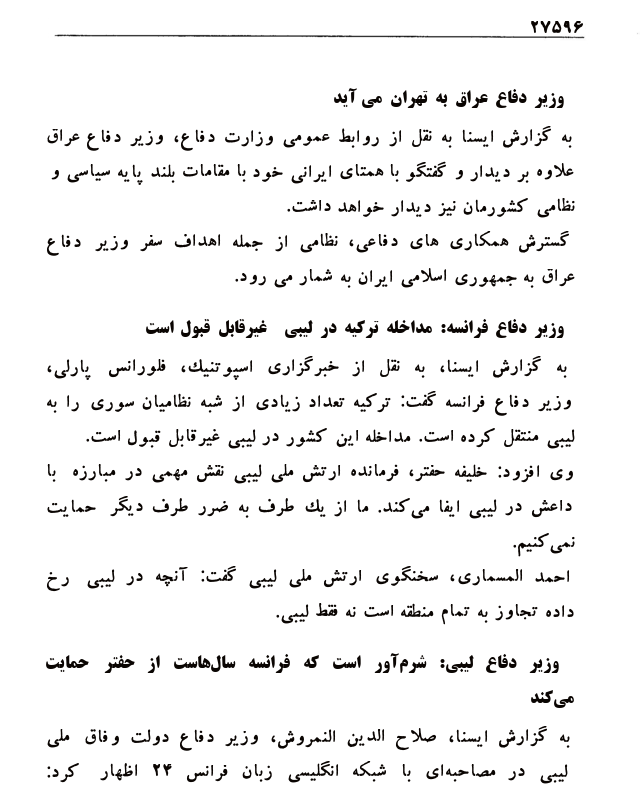 ۲۷۵۹۶
وزیر دفاع عراق به تهران می آید
به گزارش ایسنا به نقل از روابط عمومی وزارت دفاع، وزیر دفاع عراق
علاوه بر دیدار و گفتگو با همتای ایرانی خود با مقامات بلند پایه سیاسی و
نظامی کشورمان نیز دیدار خواهد داشت.
گسترش همکاری های دفاعی، نظامی از جمله اهداف سفر وزیر دفاع
عراق به جمهوری اسلامی ایران به شمار می رود.
وزیر دفاع فرانسه: مداخله ترکیه در لیبی غیرقابل قبول است
به گزارش ایسنا، به نقل از خبرگزاری اسپوتنیك، فلورانس پارلی،
وزیر دفاع فرانسه گفت: ترکیه تعداد زیادی از شبه نظامیان سوری را به
لیبی منتقل کرده است. مداخله این کشور در لیبی غیرقابل قبول است.
وی افزود: خلیفه حفتر، فرمانده ارتش ملی لیبی نقش مهمی در مبارزه با
داعش در لیبی ایفا می‌کند. ما از یك طرف به ضرر طرف دیگر حمایت
نمی‌کنیم.
احمد المسماری، سخنگوی ارتش ملی لیبی گفت: آنچه در لیبی رخ
داده تجاوز به تمام منطقه است نه فقط لیبی.
وزیر دفاع لیبی: شرم‌آور است که فرانسه سال‌هاست از حفتر حمایت
می‌کند
به گزارش ایسنا، صلاح الدین النمروش، وزیر دفاع دولت وفاق ملی
لیبی در مصاحبه‌ای با شبکه انگلیسی زبان فرانس ۲۴ اظهار کرد: